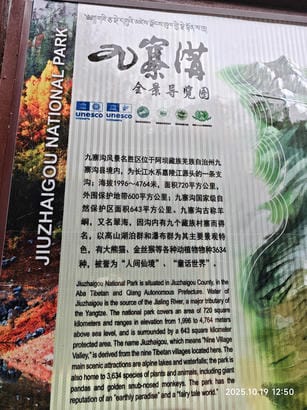 JIUZHAIGOU NATIONAL PARK
九寨沟
全景导览图
unesco unesco
九寨沟风景名胜区位于阿坝藏族羌族自治州九
寨沟县境内，为长江水系嘉陵江源头的一条支
沟；海拔1996～4764米，面积720平方公里，
外围保护地带600平方公里；九寨沟国家级自
然保护区面积643平方公里。九寨沟古称羊
峒，又名翠海，因沟内有九个藏族村寨而得
名，以高山湖泊群和瀑布群为其主要景观特
色，有大熊猫、金丝猴等各种动植物物种3634
种，被誉为“人间仙境”、“童话世界”。
Jiuzhaigou National Park is situated in Jiuzhaigou County, in the
Aba Tibetan and Qiang Autonomous Prefecture. Water of
Jiuzhaigou is the source of the Jialing River, a major tributary of
the Yangtze. The national park covers an area of 720 square
kilometers and ranges in elevation from 1,996 to 4,764 meters
above sea level, and is surrounded by a 643 square kilometer
protected area. The name Jiuzhaigou, which means "Nine Village
Valley," is derived from the nine Tibetan villages located here. The
main scenic attractions are alpine lakes and waterfalls; the park is
also home to 3,634 species of plants and animals, including giant
pandas and golden snub-nosed monkeys. The park has the
reputation of an "earthly paradise" and a "fairy tale world."
2025.10.19 12:50